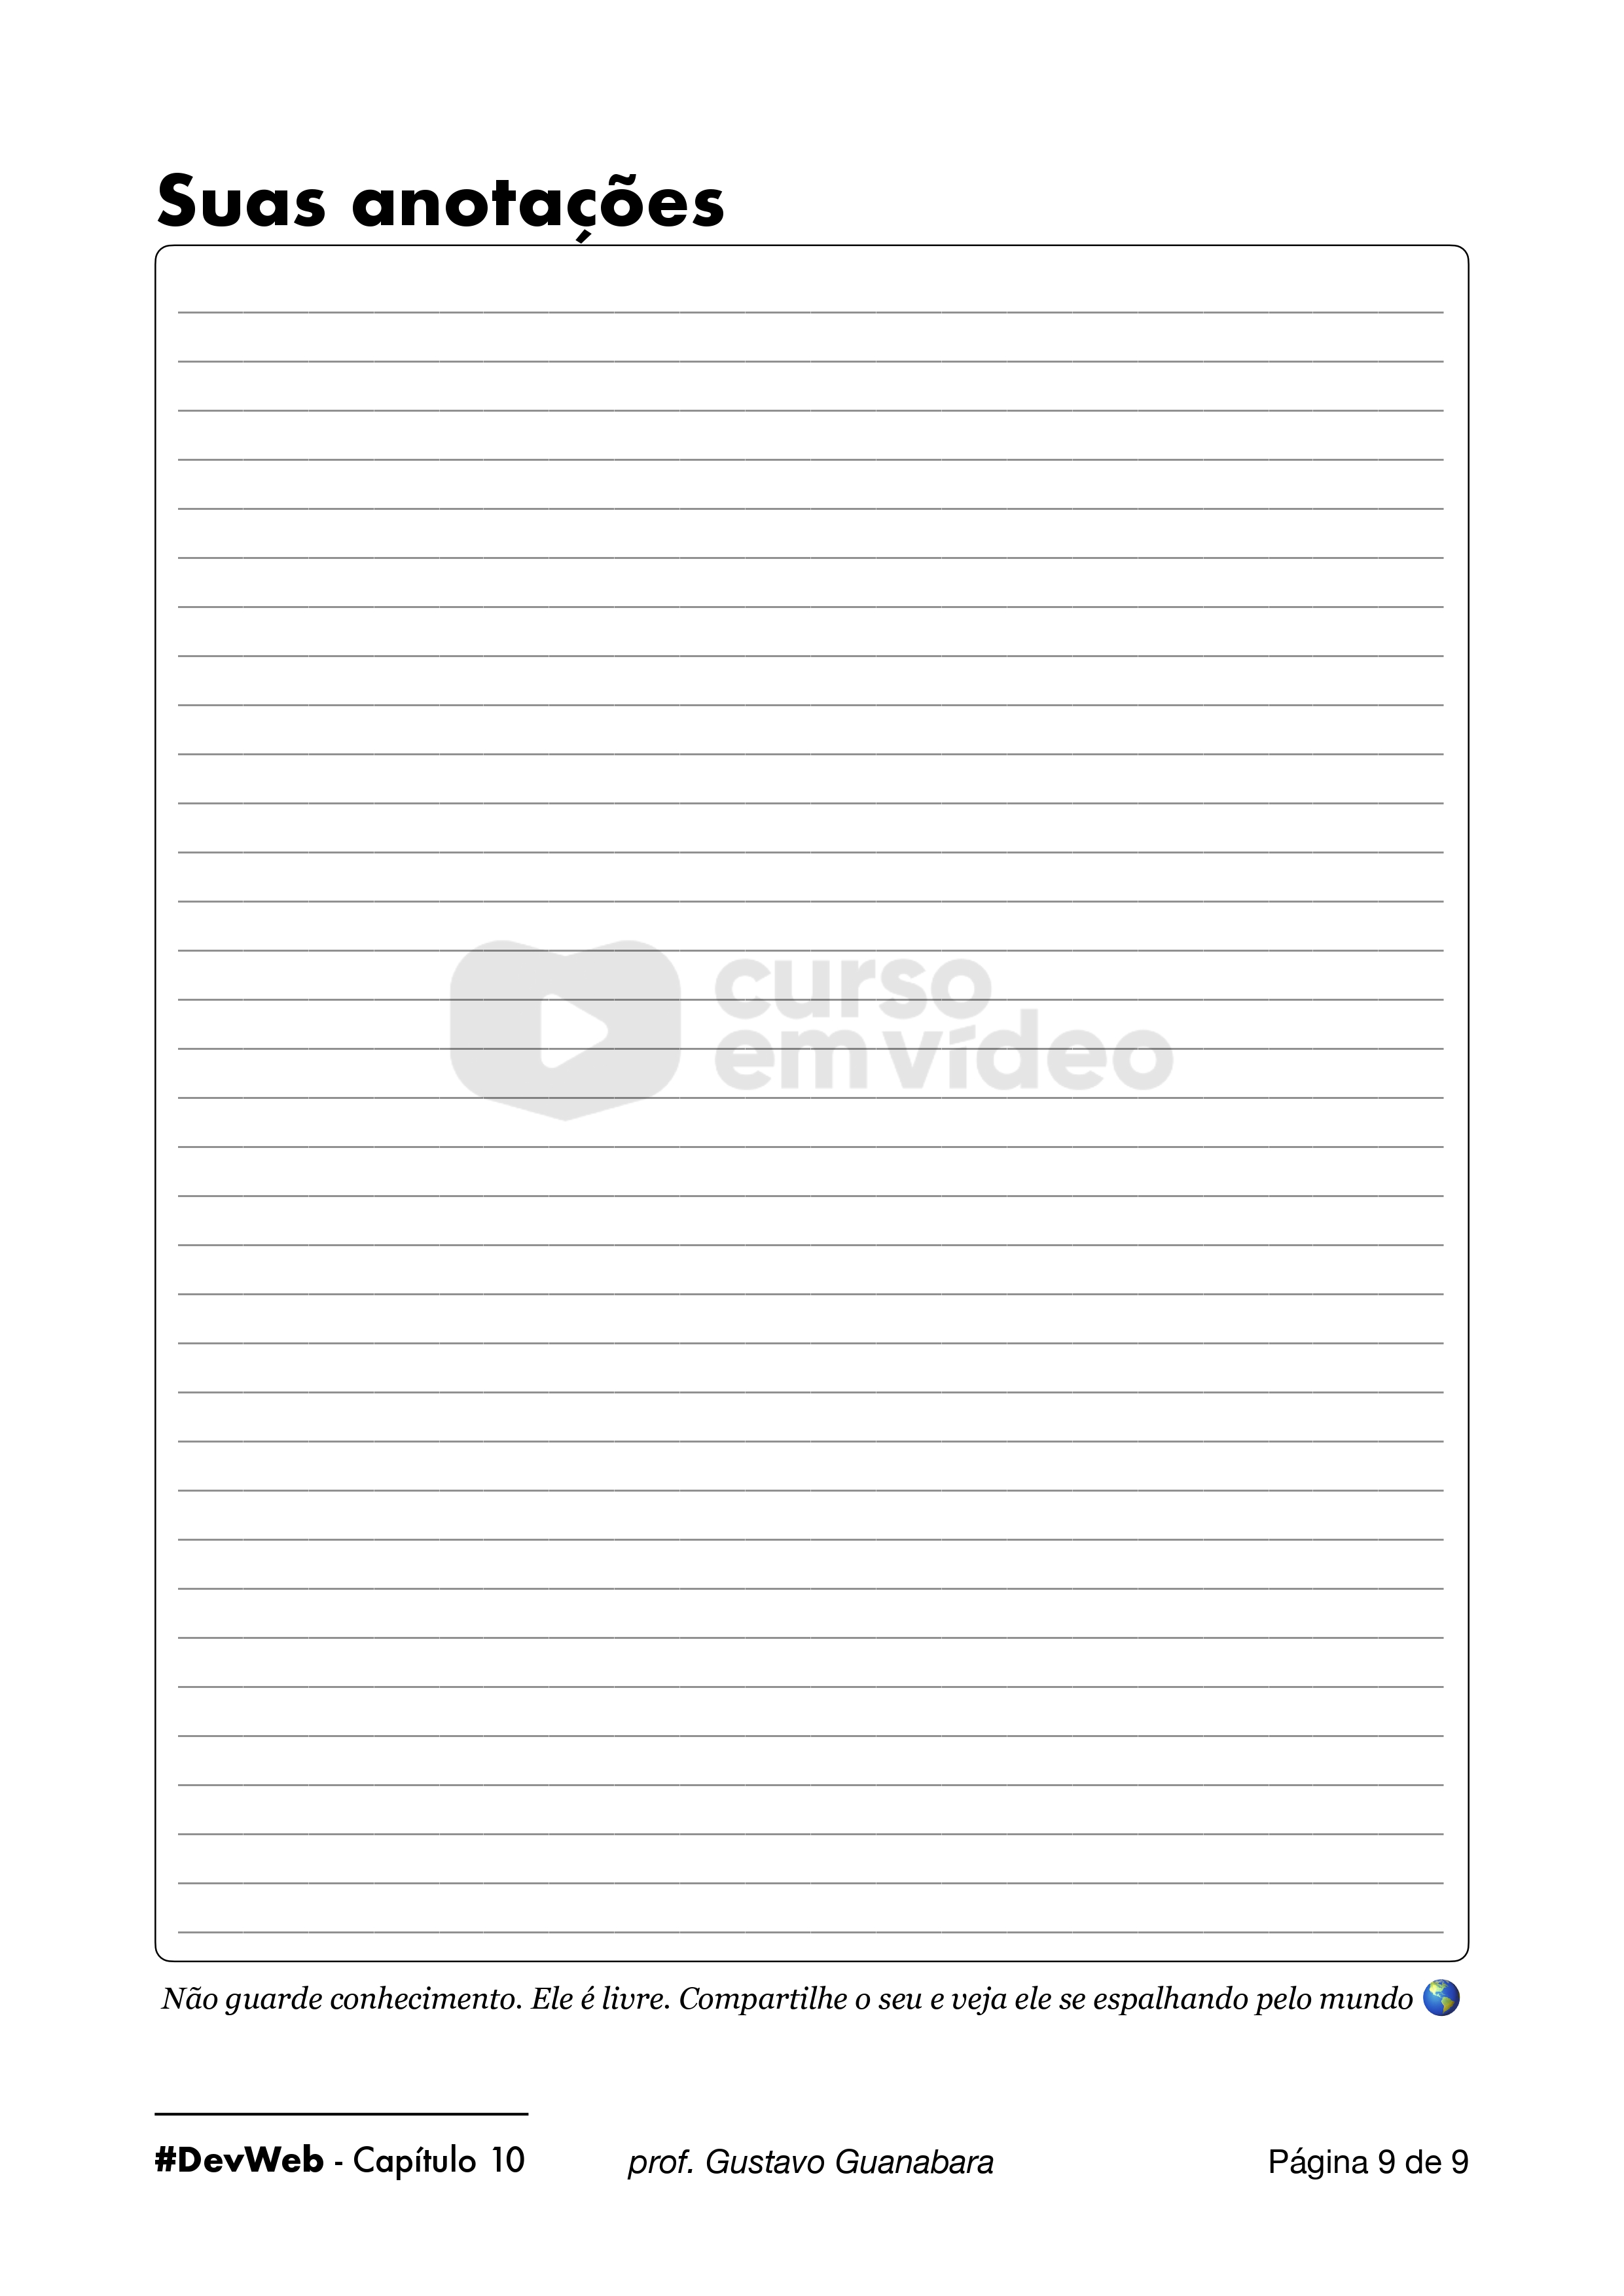 Suas anotações
curso
em vídeo
Não guarde conhecimento. Ele é livre. Compartilhe o seu e veja ele se espalhando pelo mundo 🌎
#DevWeb - Capítulo 10 prof. Gustavo Guanabara Página 9 de 9